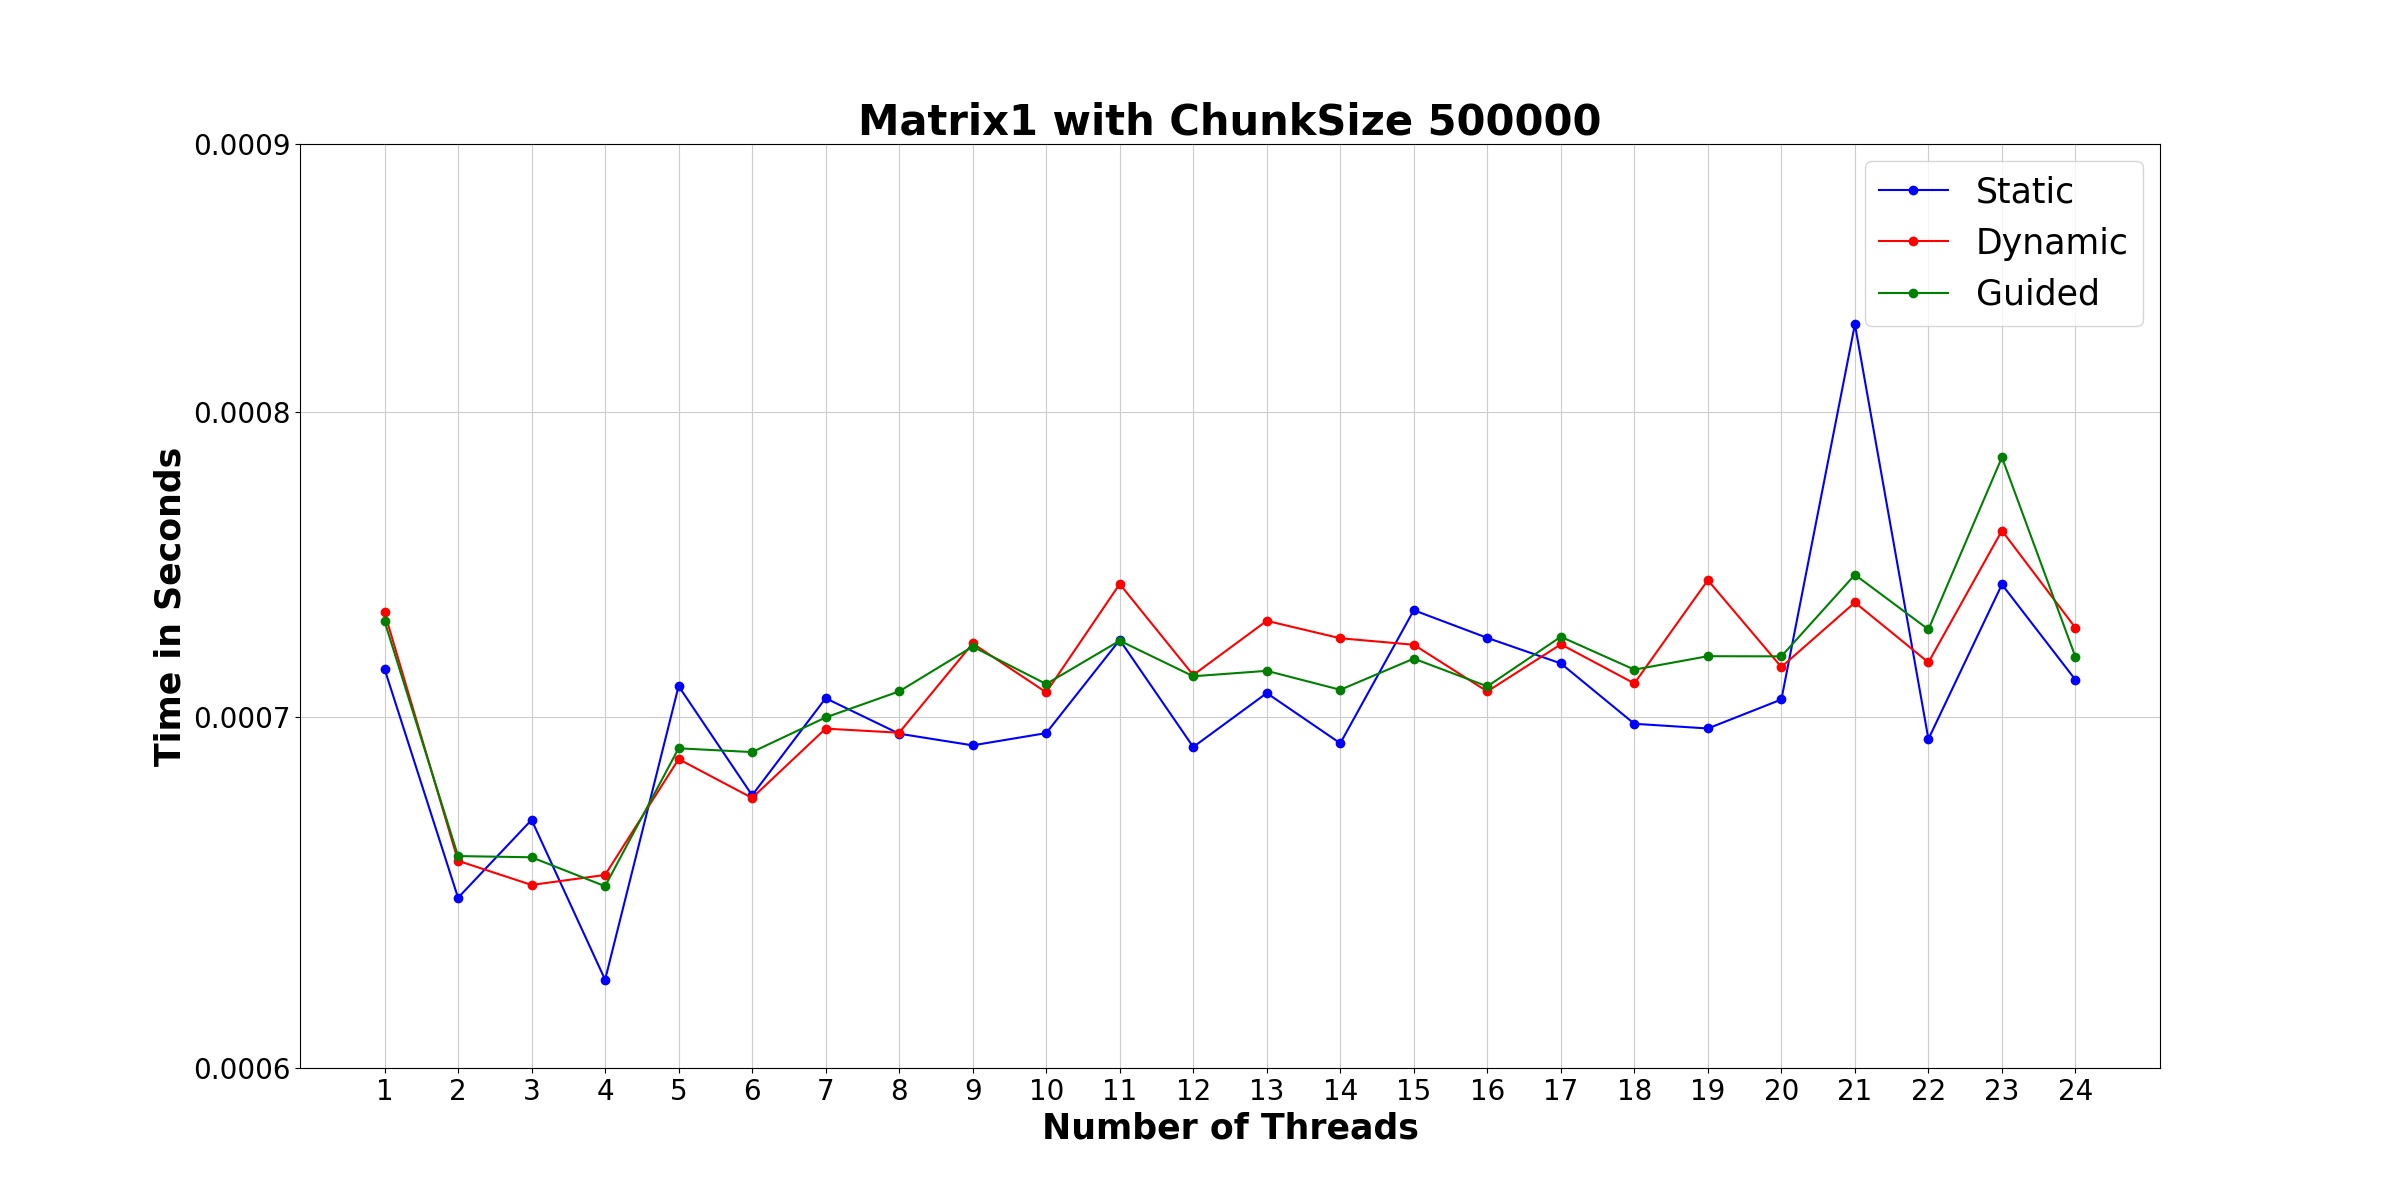 Matrix1 with ChunkSize 500000
0.0009
0.0008
0.0007
0.0006
Time in Seconds
Static
Dynamic
Guided
1 2 3 4 5 6 7 8 9 10 11 12 13 14 15 16 17 18 19 20 21 22 23 24
Number of Threads